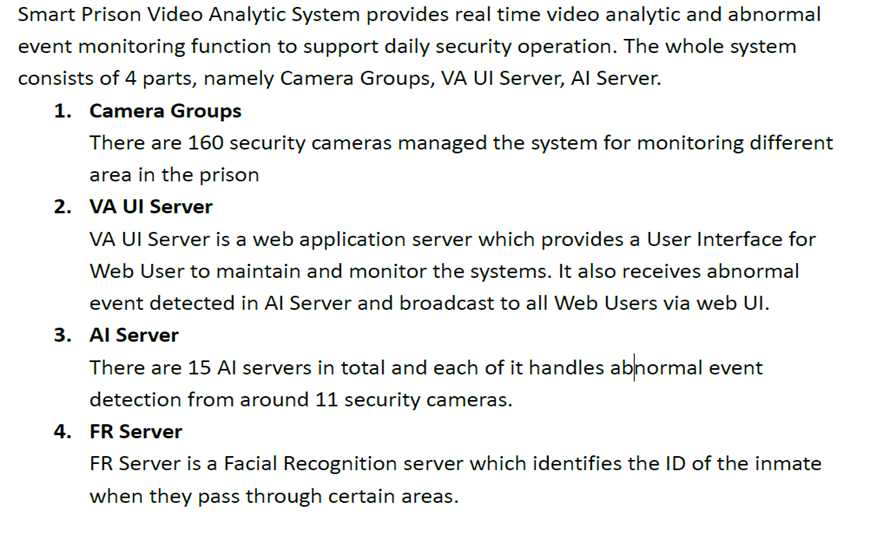 Smart Prison Video Analytic System provides real time video analytic and abnormal
event monitoring function to support daily security operation. The whole system
consists of 4 parts, namely Camera Groups, VA UI Server, AI Server.
1. Camera Groups
There are 160 security cameras managed the system for monitoring different
area in the prison
2. VA UI Server
VA UI Server is a web application server which provides a User Interface for
Web User to maintain and monitor the systems. It also receives abnormal
event detected in AI Server and broadcast to all Web Users via web UI.
3. AI Server
There are 15 AI servers in total and each of it handles abnormal event
detection from around 11 security cameras.
4. FR Server
FR Server is a Facial Recognition server which identifies the ID of the inmate
when they pass through certain areas.